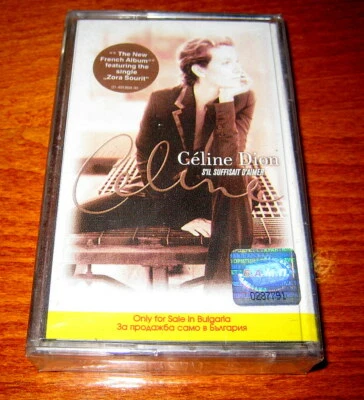 •• The New
French Album••
featuring the
single
„Zora Sourit"
Céline
Géline Dion
S'IL SUFFISAIT D'AIMER
Only for Sale in Bulgaria
За продажба само в България